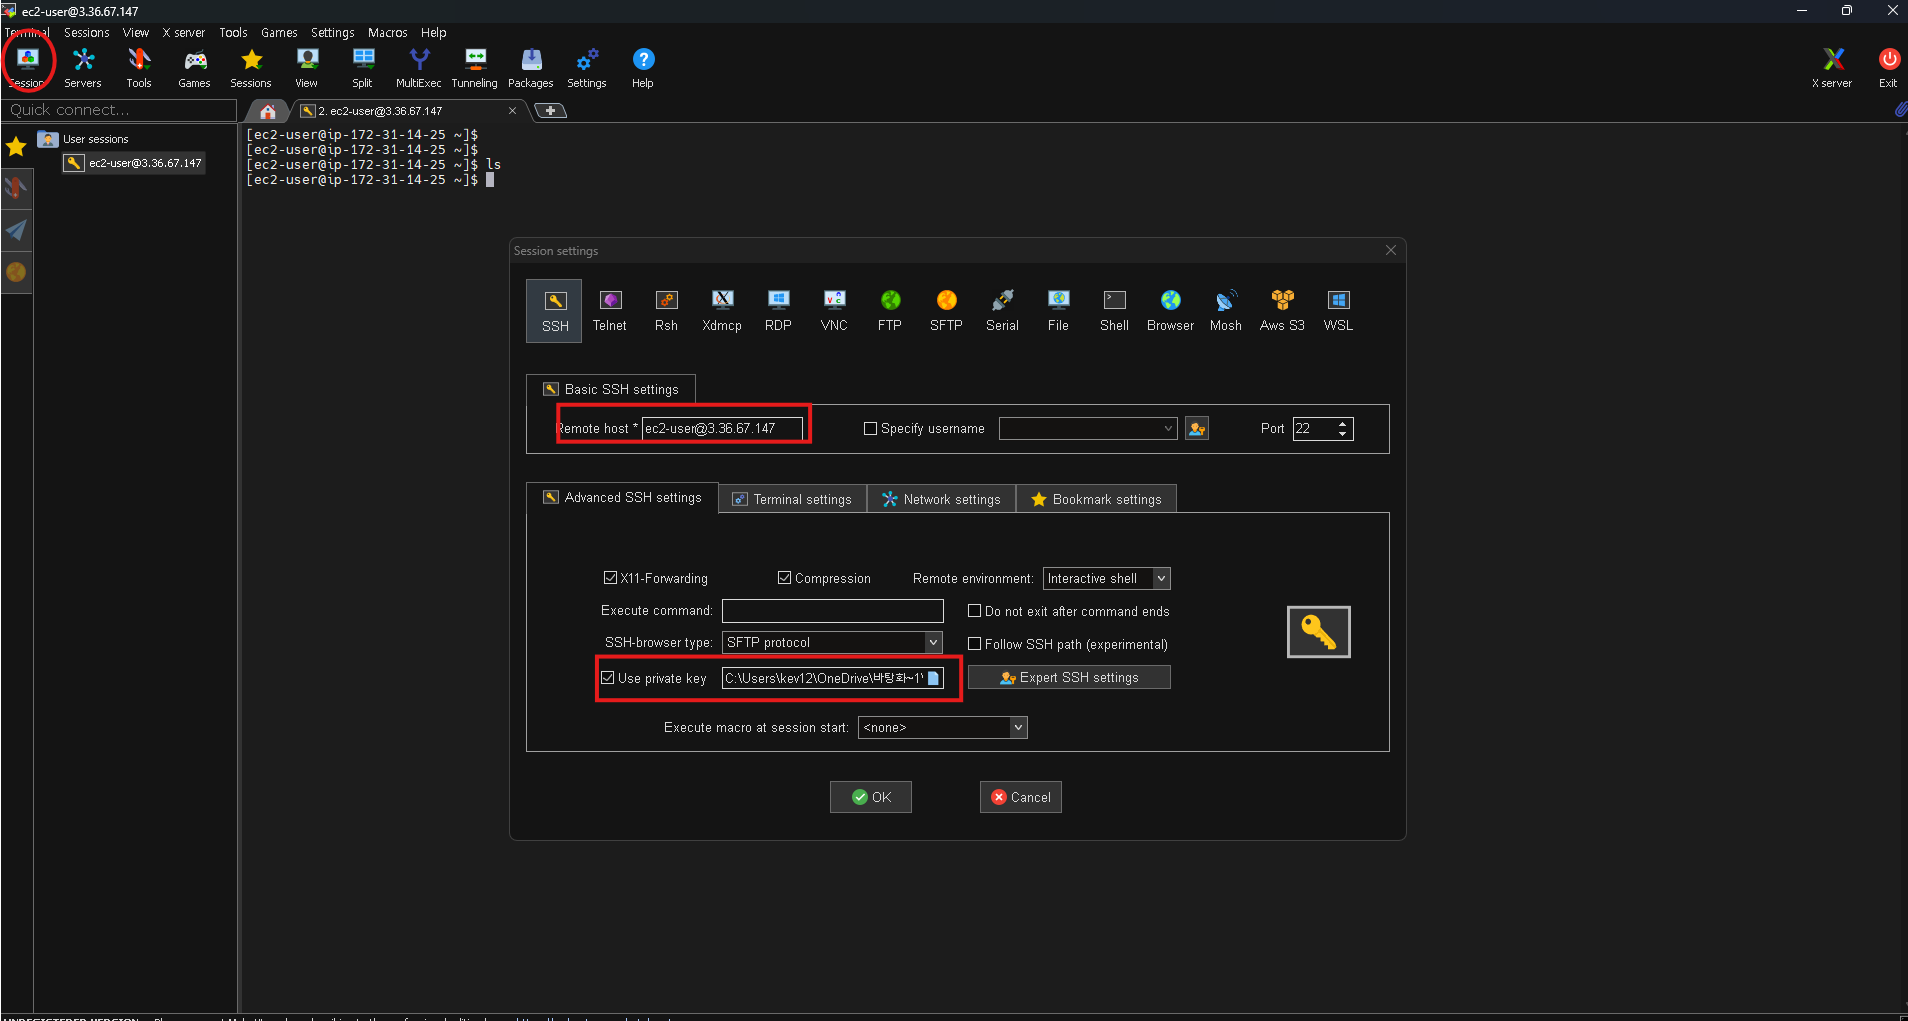 ec2-user@3.36.67.147
Terminal Sessions View X server Tools Games Settings Macros Help
Session Servers Tools Games Sessions View Split MultiExec Tunneling Packages Settings Help X server Exit
Quick connect...
2. ec2-user@3.36.67.147
User sessions
ec2-user@3.36.67.147
[ec2-user@ip-172-31-14-25 ~]$
[ec2-user@ip-172-31-14-25 ~]$
[ec2-user@ip-172-31-14-25 ~]$ ls
[ec2-user@ip-172-31-14-25 ~]$
Session settings
SSH Telnet Rsh Xdmcp RDP VNC FTP SFTP Serial File Shell Browser Mosh Aws S3 WSL
Basic SSH settings
Remote host * ec2-user@3.36.67.147 Specify username Port 22
Advanced SSH settings Terminal settings Network settings Bookmark settings
X11-Forwarding Compression Remote environment: Interactive shell
Execute command: Do not exit after command ends
SSH-browser type: SFTP protocol Follow SSH path (experimental)
Use private key C:\Users\kev12\OneDrive\바탕화~1\ Expert SSH settings
Execute macro at session start: <none>
OK Cancel
UNREGISTERED VERSION